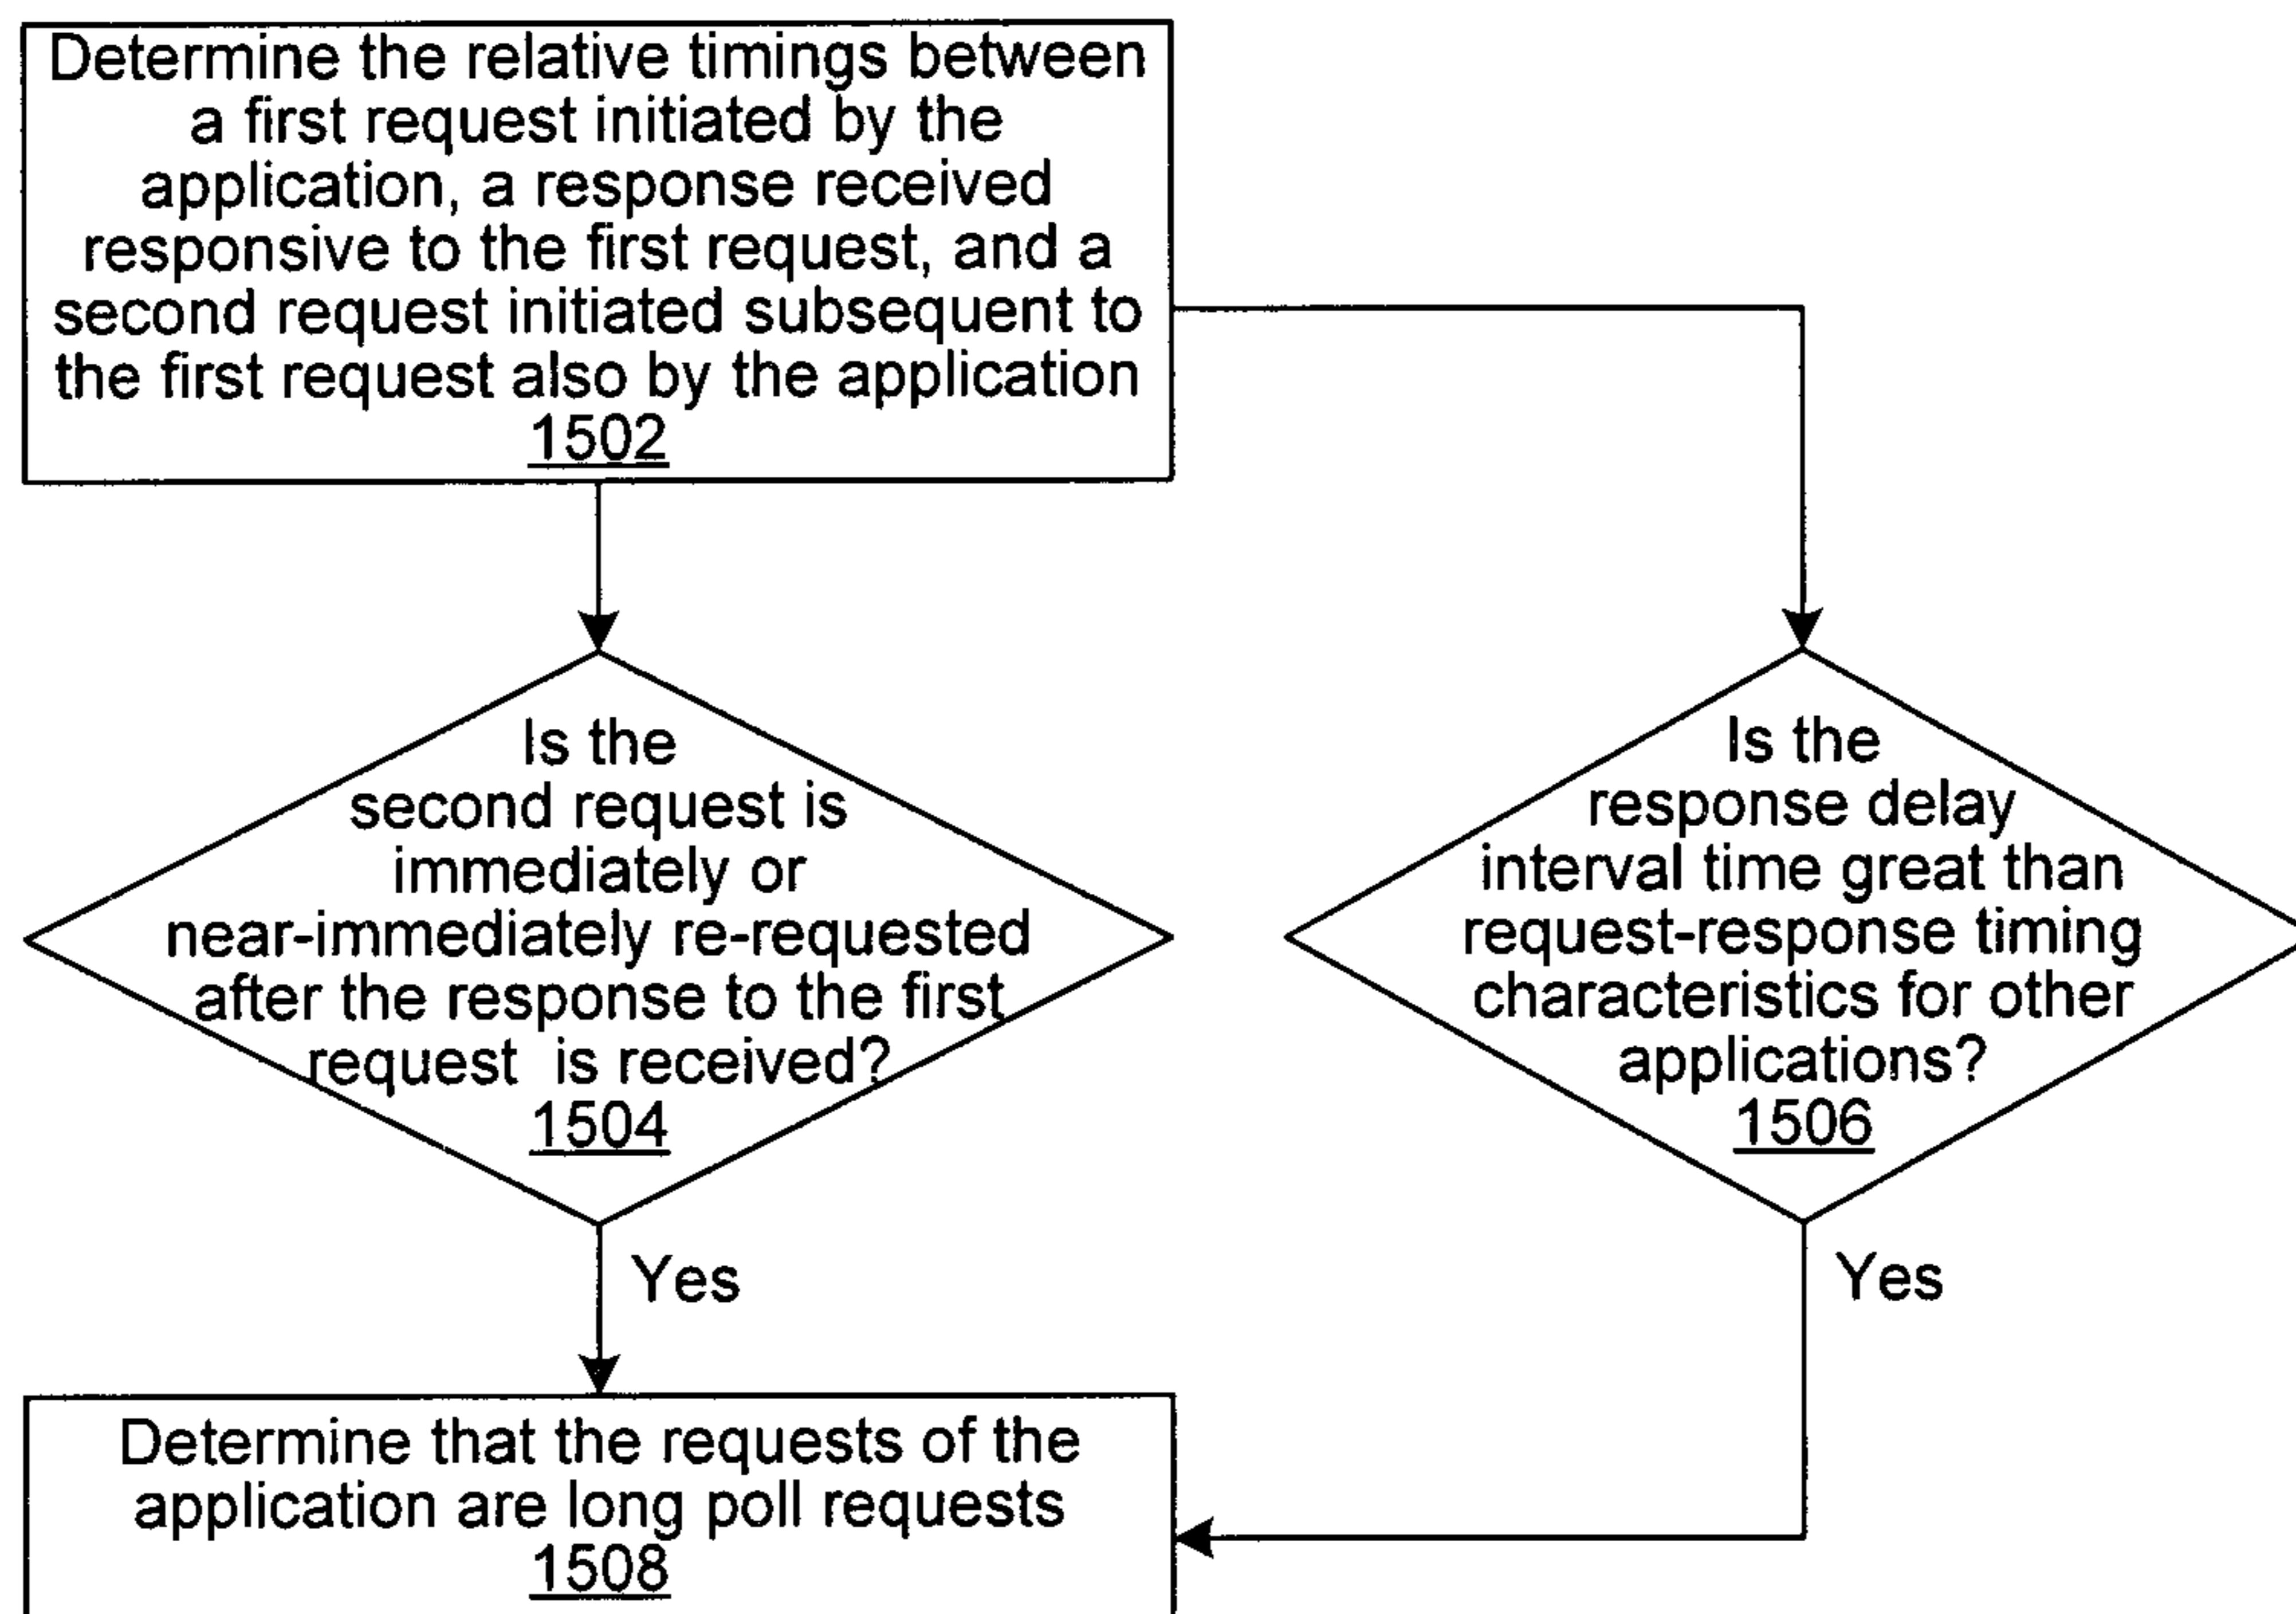 Determine the relative timings between
a first request initiated by the
application, a response received
responsive to the first request, and a
second request initiated subsequent to
the first request also by the application
1502
Is the
second request is
immediately or
near-immediately re-requested
after the response to the first
request is received?
1504
Is the
response delay
interval time great than
request-response timing
characteristics for other
applications?
1506
Yes
Yes
Determine that the requests of the
application are long poll requests
1508